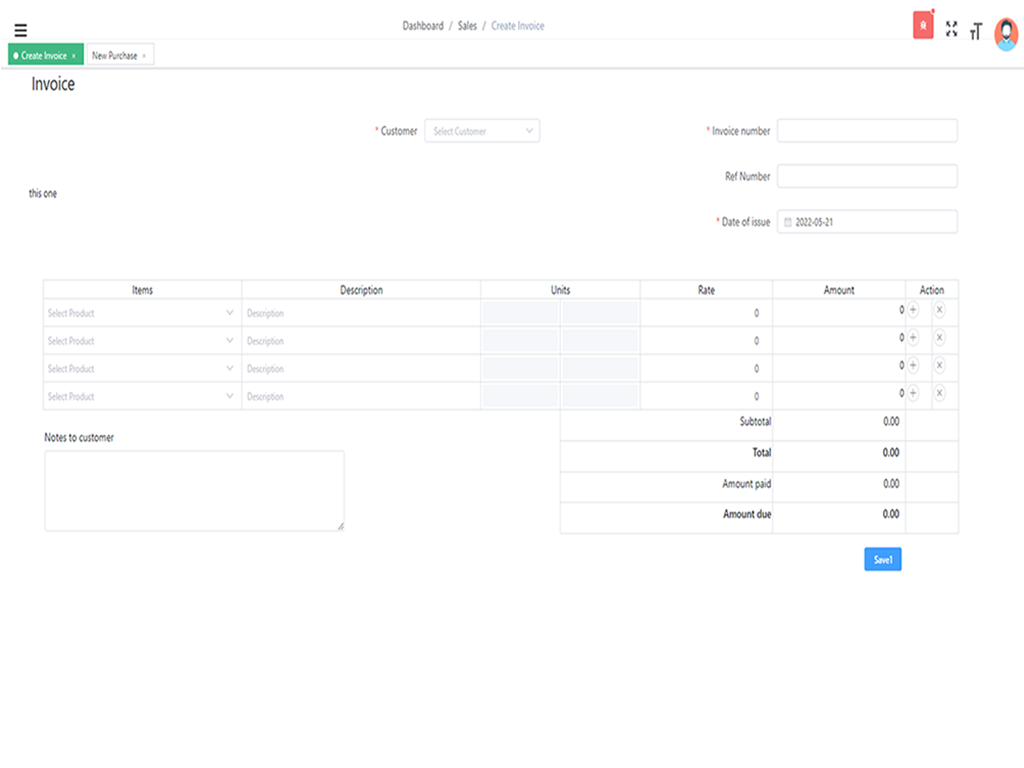 Dashboard / Sales / Create Invoice
Create Invoice × New Purchase ×
Invoice
* Customer Select Customer * Invoice number
Ref Number
this one
* Date of issue 2022-05-21
Items Description Units Rate Amount Action
Select Product Description 0 0
Select Product Description 0 0
Select Product Description 0 0
Select Product Description 0 0
Subtotal 0.00
Notes to customer
Total 0.00
Amount paid 0.00
Amount due 0.00
Save1